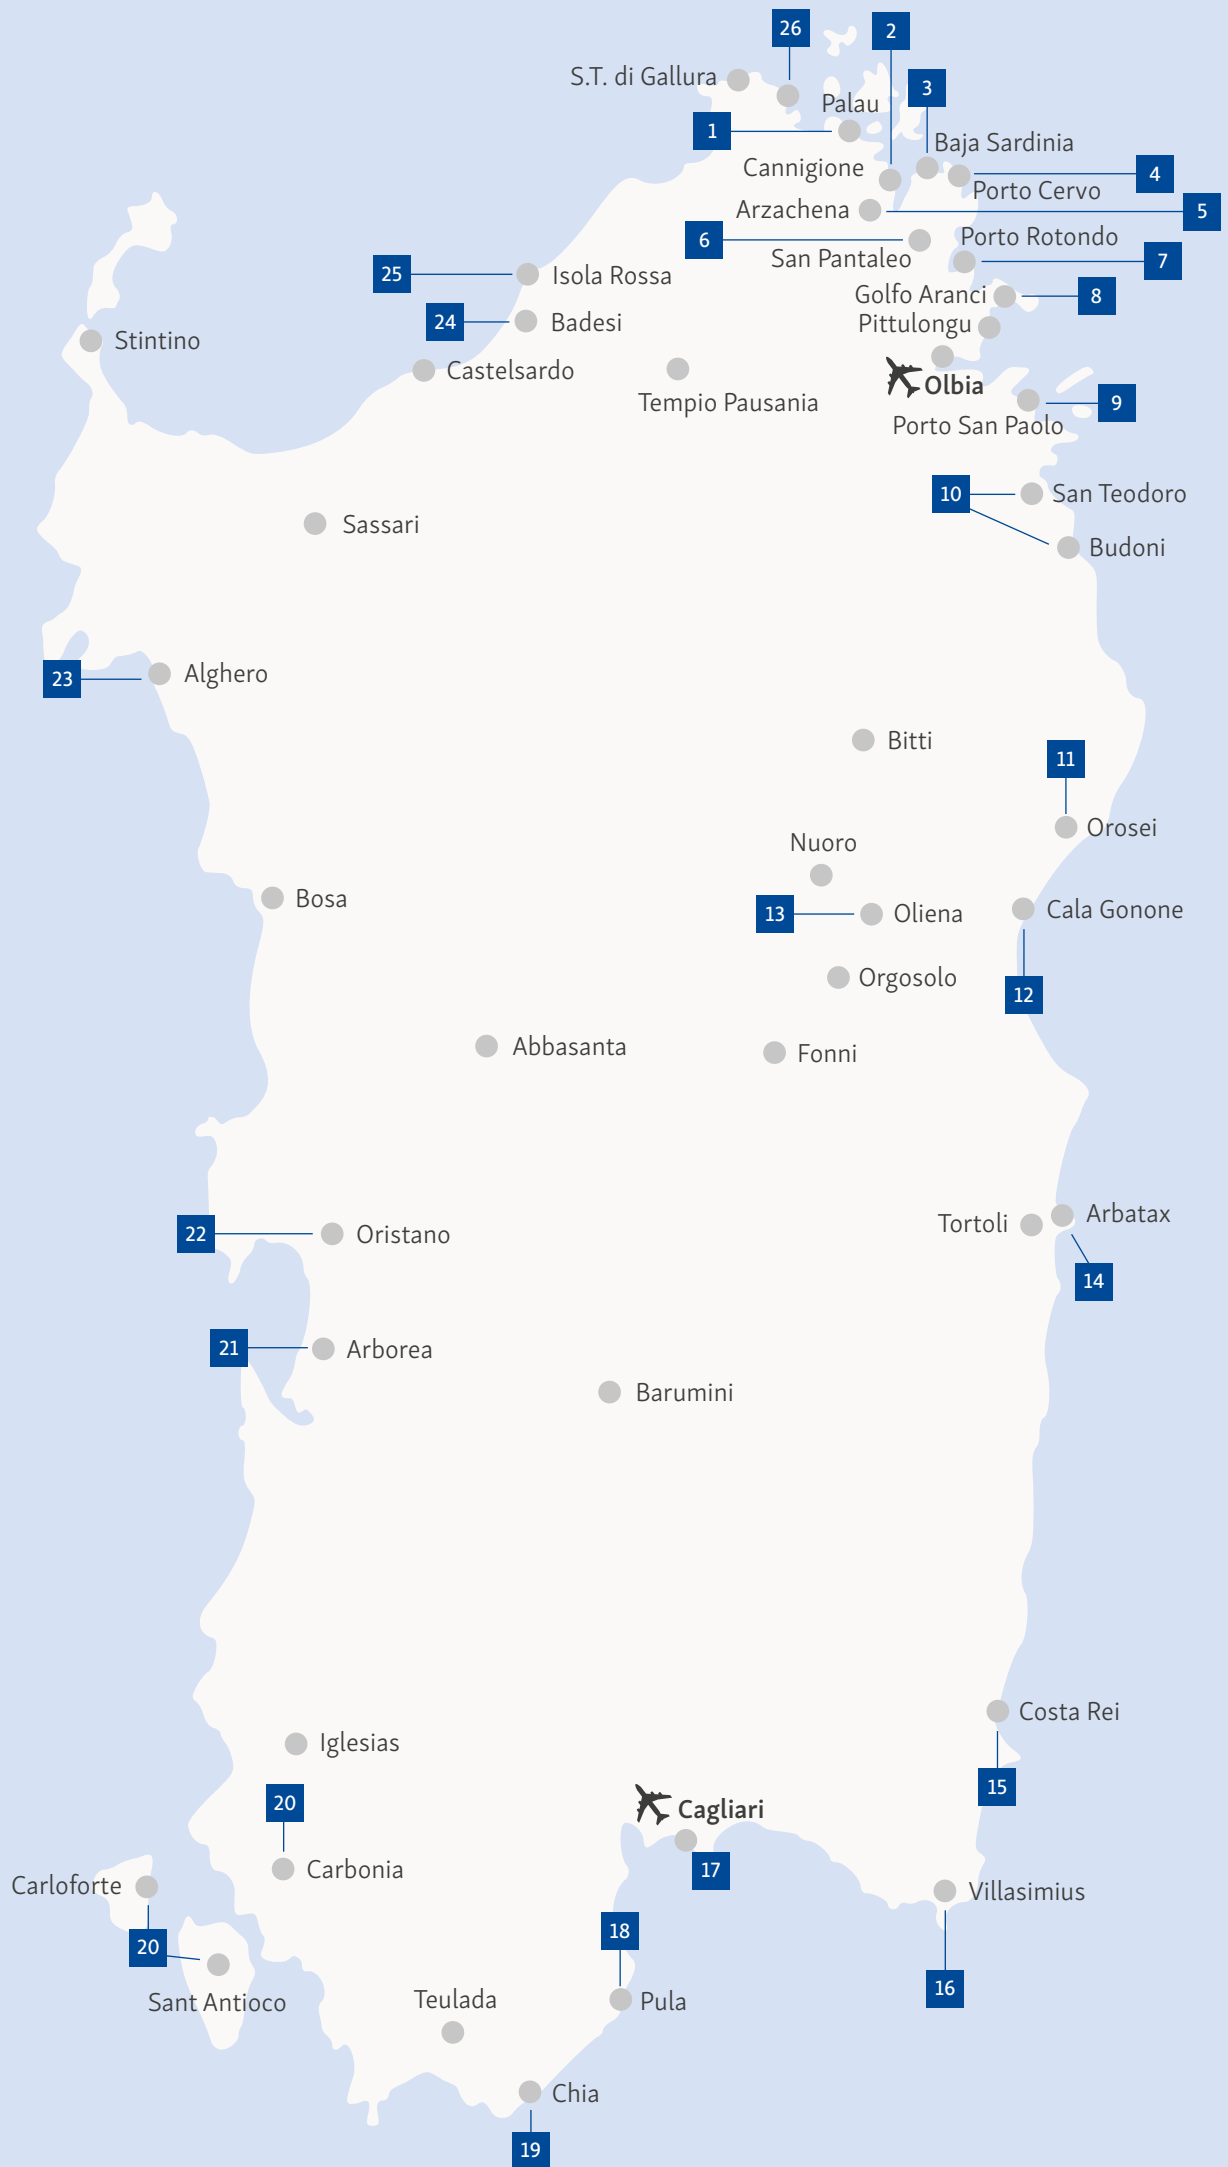 26
2
S.T. di Gallura
3
Palau
1
Baja Sardinia
Cannigione
4
Porto Cervo
Arzachena
5
6
Porto Rotondo
San Pantaleo
7
25
Isola Rossa
Golfo Aranci
8
24
Badesi
Pittulongu
Stintino
Castelsardo
Olbia
Tempio Pausania
9
Porto San Paolo
10
San Teodoro
Sassari
Budoni
23
Alghero
Bitti
11
Orosei
Nuoro
Bosa
13
Oliena
Cala Gonone
Orgosolo
12
Abbasanta
Fonni
Arbatax
Tortoli
22
Oristano
14
21
Arborea
Barumini
Costa Rei
Iglesias
15
20
Cagliari
Carbonia
17
Carloforte
Villasimius
18
20
16
Sant Antioco
Teulada
Pula
Chia
19